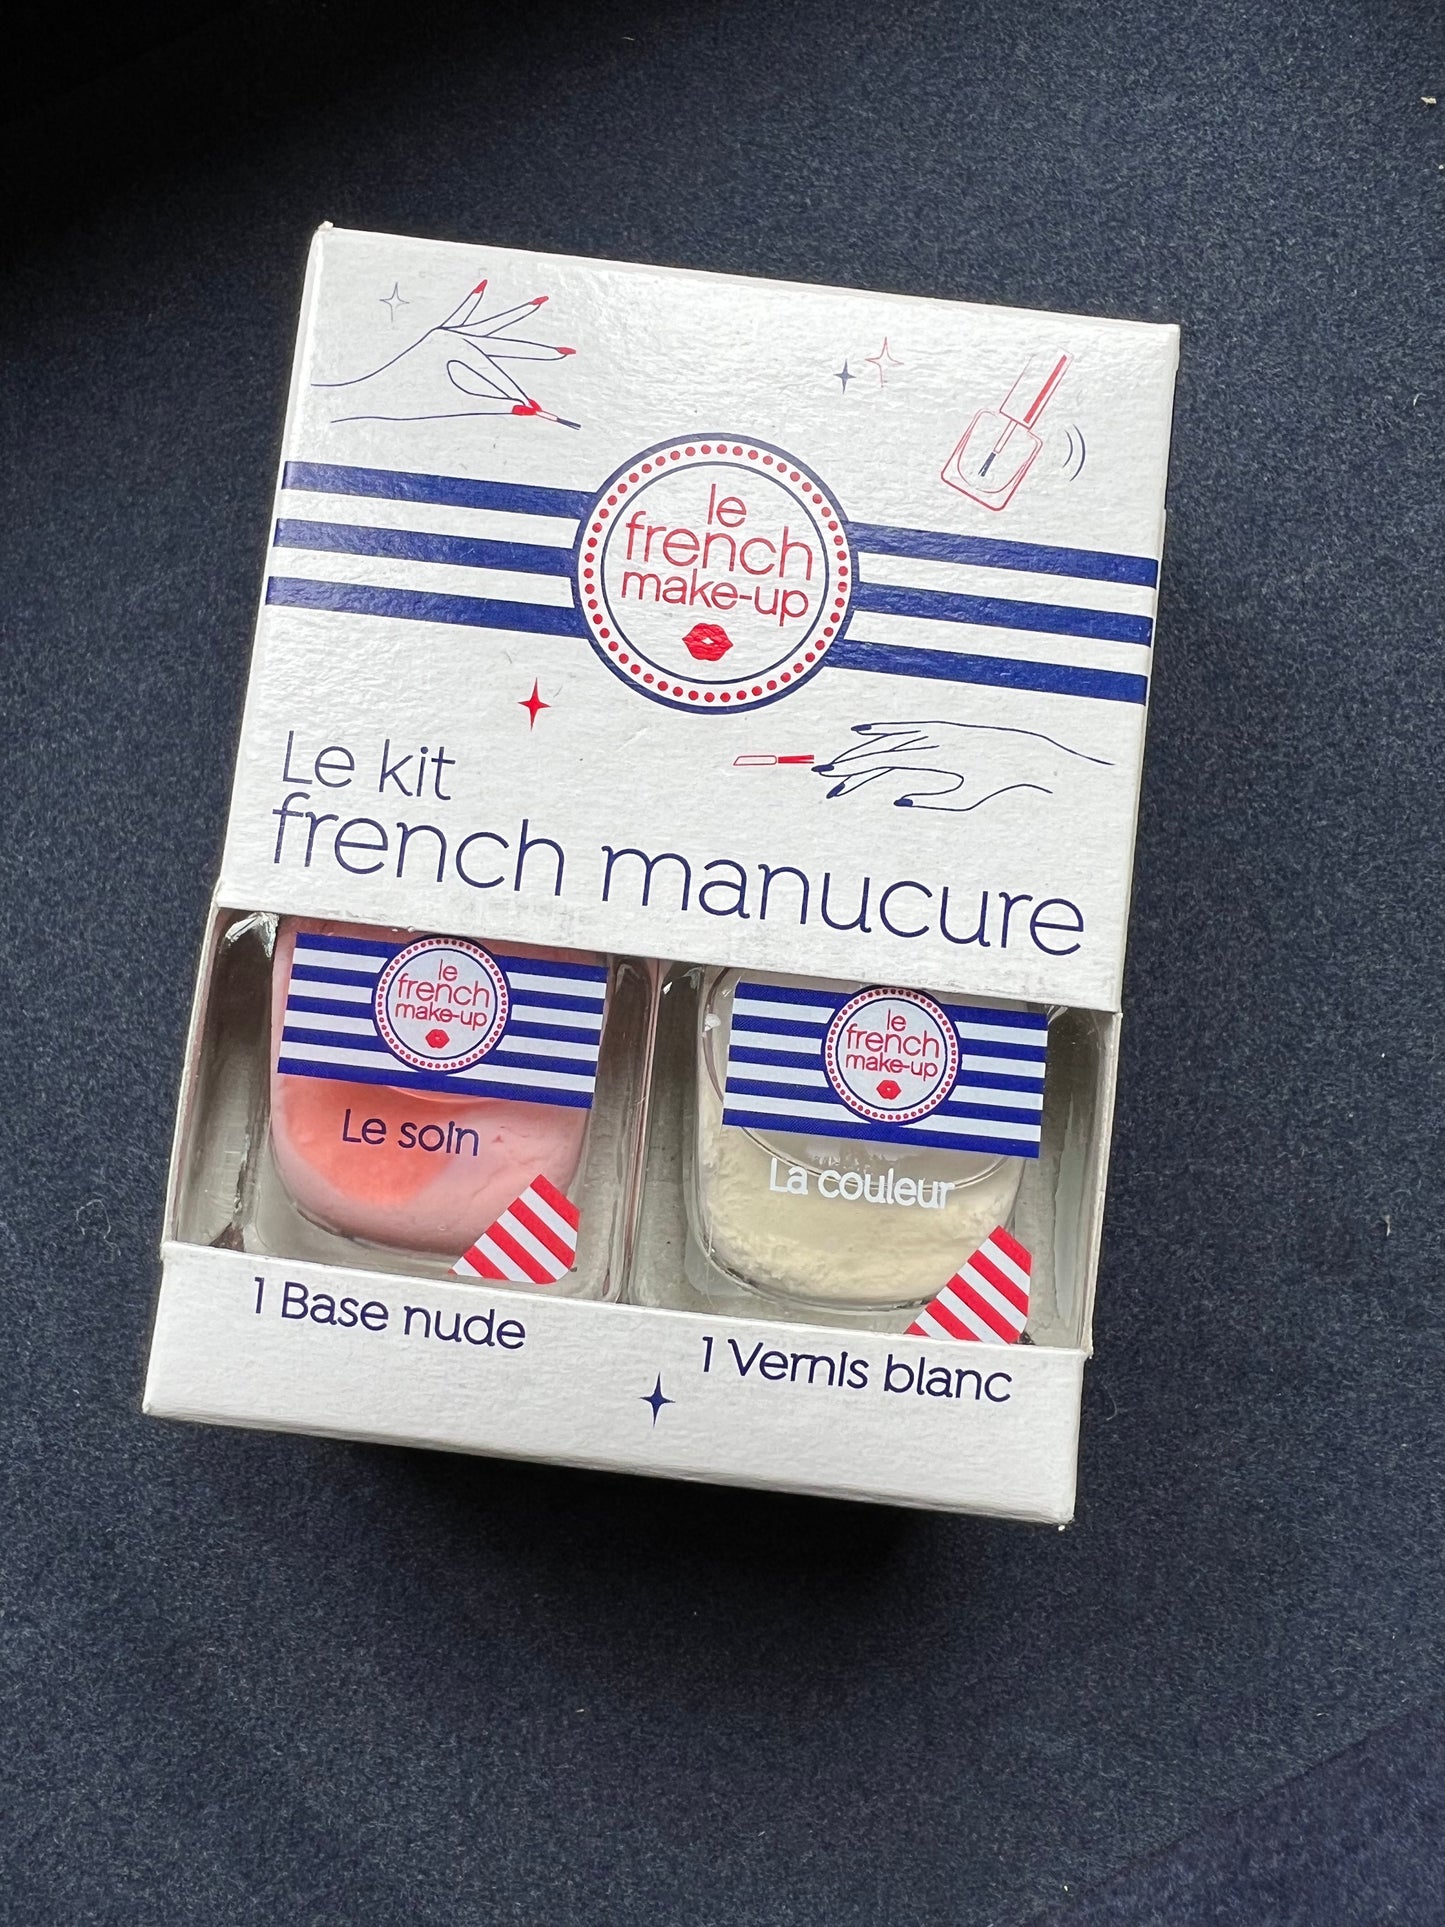 le
french
make-up
Le kit
french manucure
le
french
make-up
Le soin
le
french
make-up
La couleur
1 Base nude
1 Vernis blanc